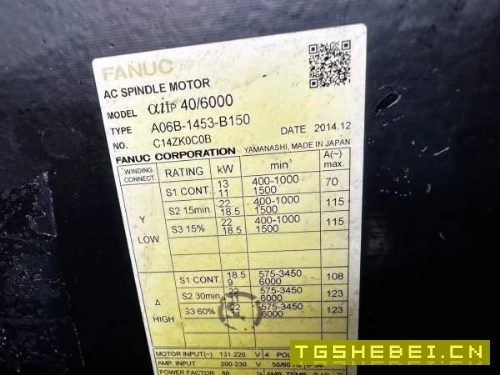 FANUC
AC SPINDLE MOTOR
MODEL αiIP 40/6000
TYPE A06B-1453-B150
NO. C14ZK0C0B DATE 2014.12
FANUC CORPORATION YAMANASHI, MADE IN JAPAN
WINDING CONNECT RATING kW min⁻¹ A(~) max.
S1 CONT. 13 400-1000 70
11 1500
Y S2 15min 22 400-1000 115
18.5 1500
LOW S3 15% 22 400-1000 115
18.5 1500
S1 CONT. 18.5 575-3450 108
9 6000
Δ S2 30min 22 575-3450 123
6000
HIGH S3 60% 575-3450 123
6000
MOTOR INPUT(~) 131-220 V 4
AMP. INPUT 200-230 V
POWER FACTOR
TGSHEBEI.CN